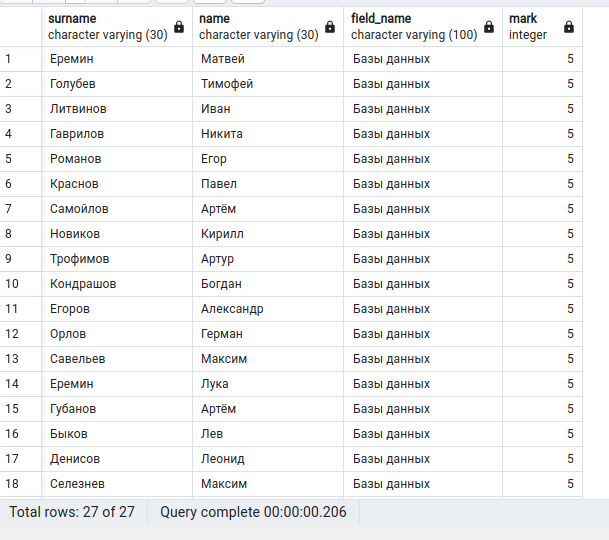 surname name field_name mark
character varying (30) character varying (30) character varying (100) integer
1 Еремин Матвей Базы данных 5
2 Голубев Тимофей Базы данных 5
3 Литвинов Иван Базы данных 5
4 Гаврилов Никита Базы данных 5
5 Романов Егор Базы данных 5
6 Краснов Павел Базы данных 5
7 Самойлов Артём Базы данных 5
8 Новиков Кирилл Базы данных 5
9 Трофимов Артур Базы данных 5
10 Кондрашов Богдан Базы данных 5
11 Егоров Александр Базы данных 5
12 Орлов Герман Базы данных 5
13 Савельев Максим Базы данных 5
14 Еремин Лука Базы данных 5
15 Губанов Артём Базы данных 5
16 Быков Лев Базы данных 5
17 Денисов Леонид Базы данных 5
18 Селезнев Максим Базы данных 5
Total rows: 27 of 27 Query complete 00:00:00.206